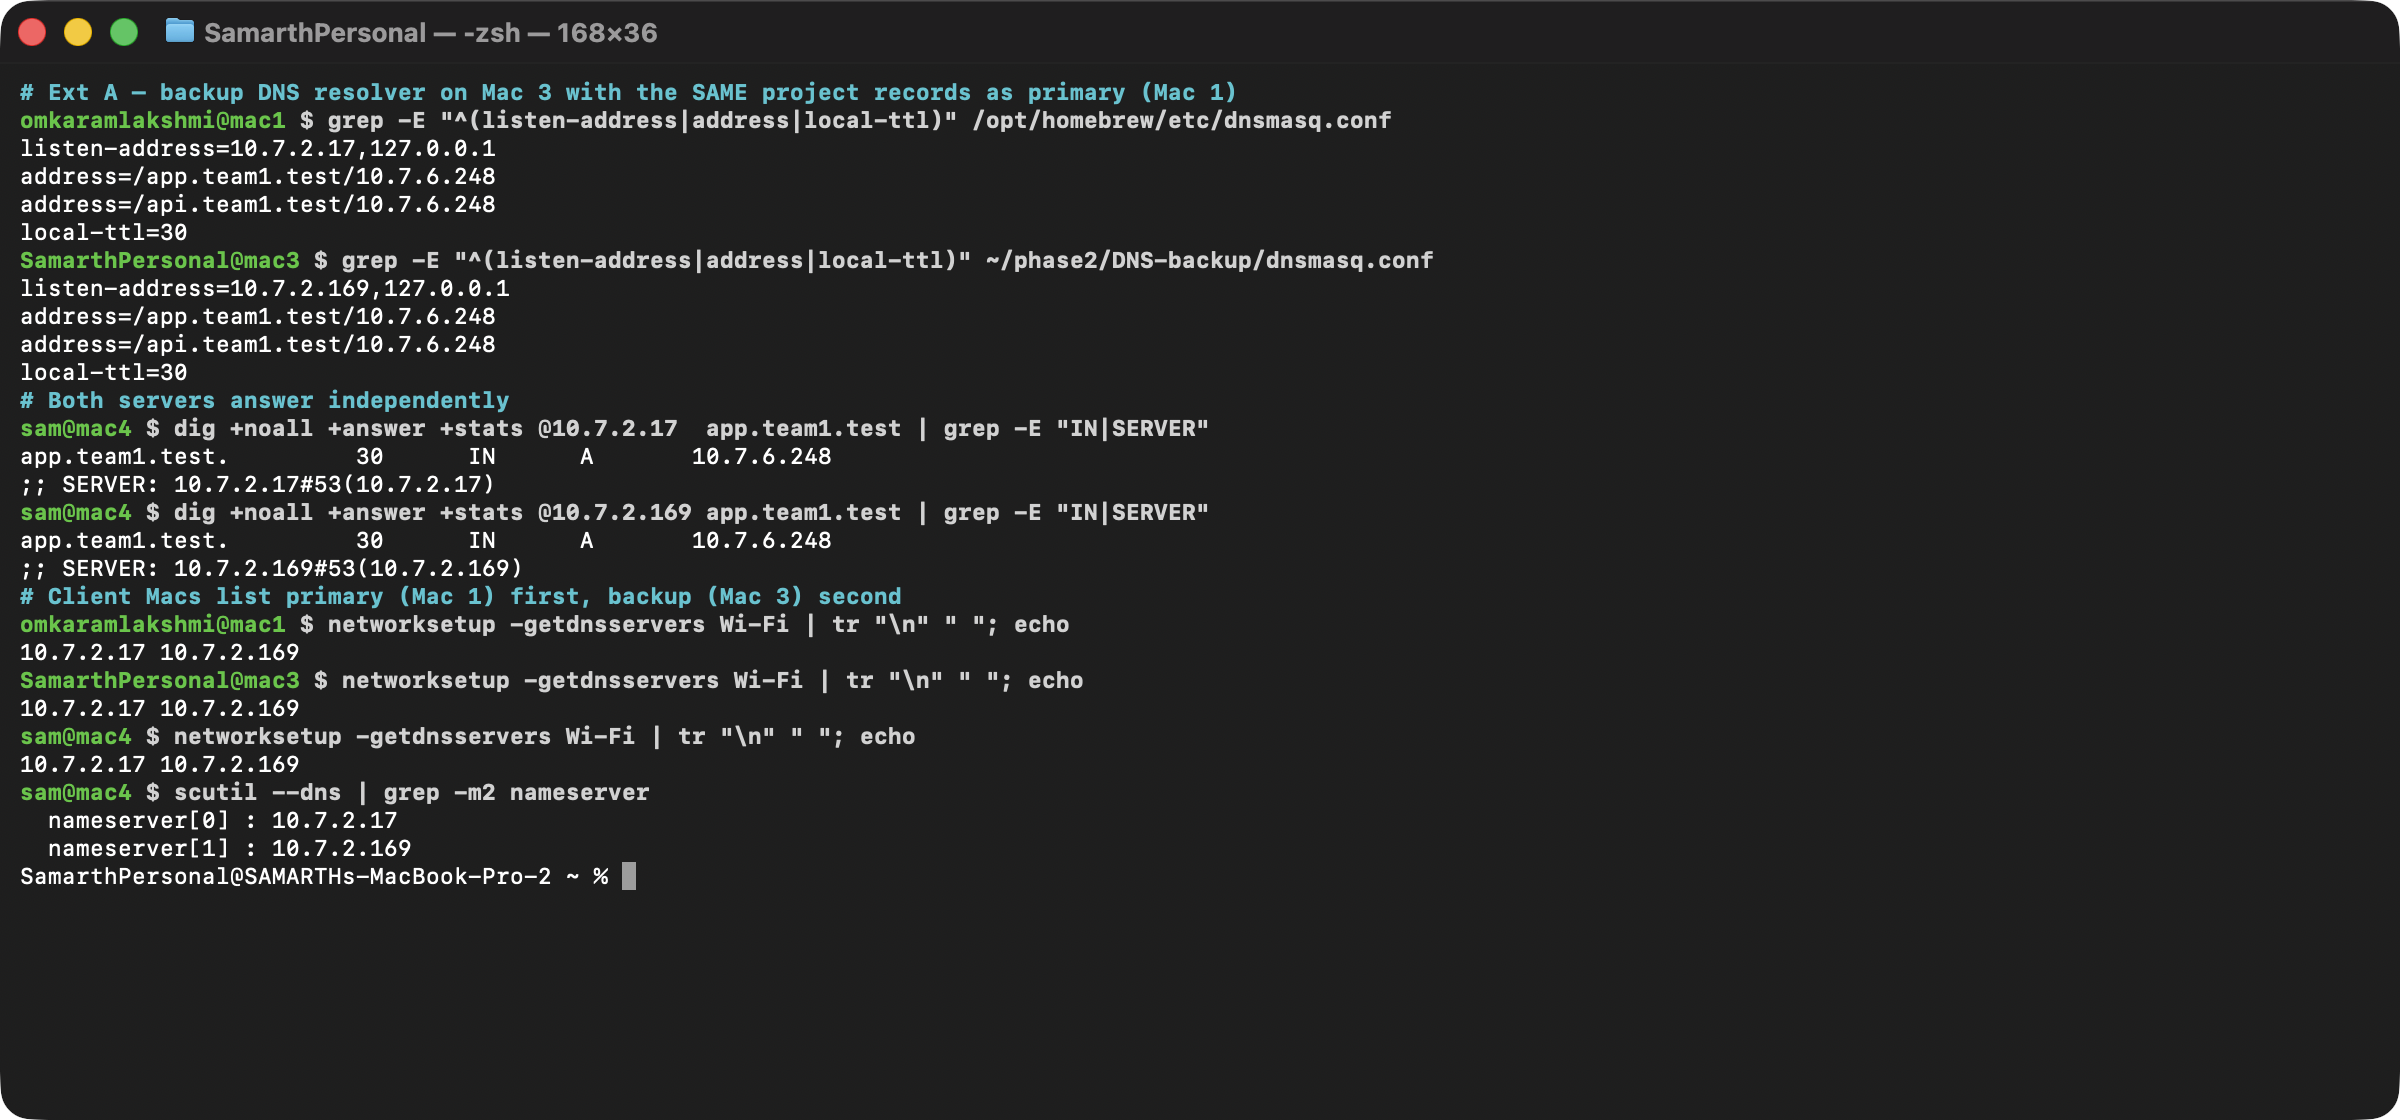 SamarthPersonal — -zsh — 168×36
# Ext A — backup DNS resolver on Mac 3 with the SAME project records as primary (Mac 1)
omkaramlakshmi@mac1 $ grep -E "^(listen-address|address|local-ttl)" /opt/homebrew/etc/dnsmasq.conf
listen-address=10.7.2.17,127.0.0.1
address=/app.team1.test/10.7.6.248
address=/api.team1.test/10.7.6.248
local-ttl=30
SamarthPersonal@mac3 $ grep -E "^(listen-address|address|local-ttl)" ~/phase2/DNS-backup/dnsmasq.conf
listen-address=10.7.2.169,127.0.0.1
address=/app.team1.test/10.7.6.248
address=/api.team1.test/10.7.6.248
local-ttl=30
# Both servers answer independently
sam@mac4 $ dig +noall +answer +stats @10.7.2.17  app.team1.test | grep -E "IN|SERVER"
app.team1.test.         30      IN      A       10.7.6.248
;; SERVER: 10.7.2.17#53(10.7.2.17)
sam@mac4 $ dig +noall +answer +stats @10.7.2.169 app.team1.test | grep -E "IN|SERVER"
app.team1.test.         30      IN      A       10.7.6.248
;; SERVER: 10.7.2.169#53(10.7.2.169)
# Client Macs list primary (Mac 1) first, backup (Mac 3) second
omkaramlakshmi@mac1 $ networksetup -getdnsservers Wi-Fi | tr "\n" " "; echo
10.7.2.17 10.7.2.169
SamarthPersonal@mac3 $ networksetup -getdnsservers Wi-Fi | tr "\n" " "; echo
10.7.2.17 10.7.2.169
sam@mac4 $ networksetup -getdnsservers Wi-Fi | tr "\n" " "; echo
10.7.2.17 10.7.2.169
sam@mac4 $ scutil --dns | grep -m2 nameserver
  nameserver[0] : 10.7.2.17
  nameserver[1] : 10.7.2.169
SamarthPersonal@SAMARTHs-MacBook-Pro-2 ~ %